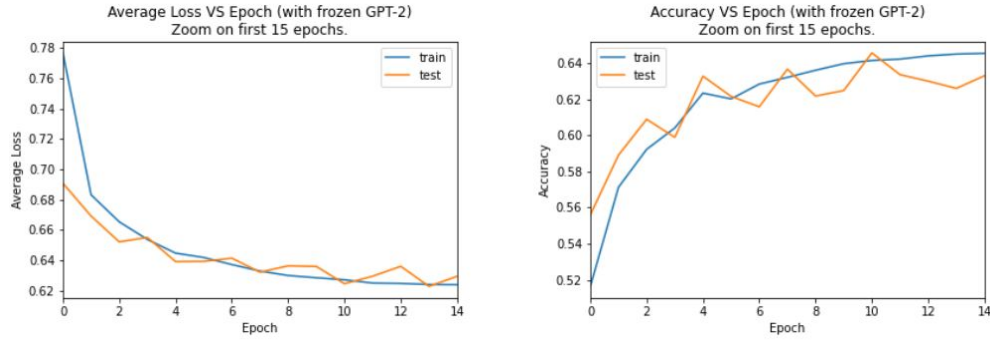 Average Loss VS Epoch (with frozen GPT-2)
Zoom on first 15 epochs.
0.78
0.76
0.74
0.72
0.70
0.68
0.66
0.64
0.62
Average Loss
train
test
0 2 4 6 8 10 12 14
Epoch
Accuracy VS Epoch (with frozen GPT-2)
Zoom on first 15 epochs.
0.64
0.62
0.60
0.58
0.56
0.54
0.52
Accuracy
train
test
0 2 4 6 8 10 12 14
Epoch